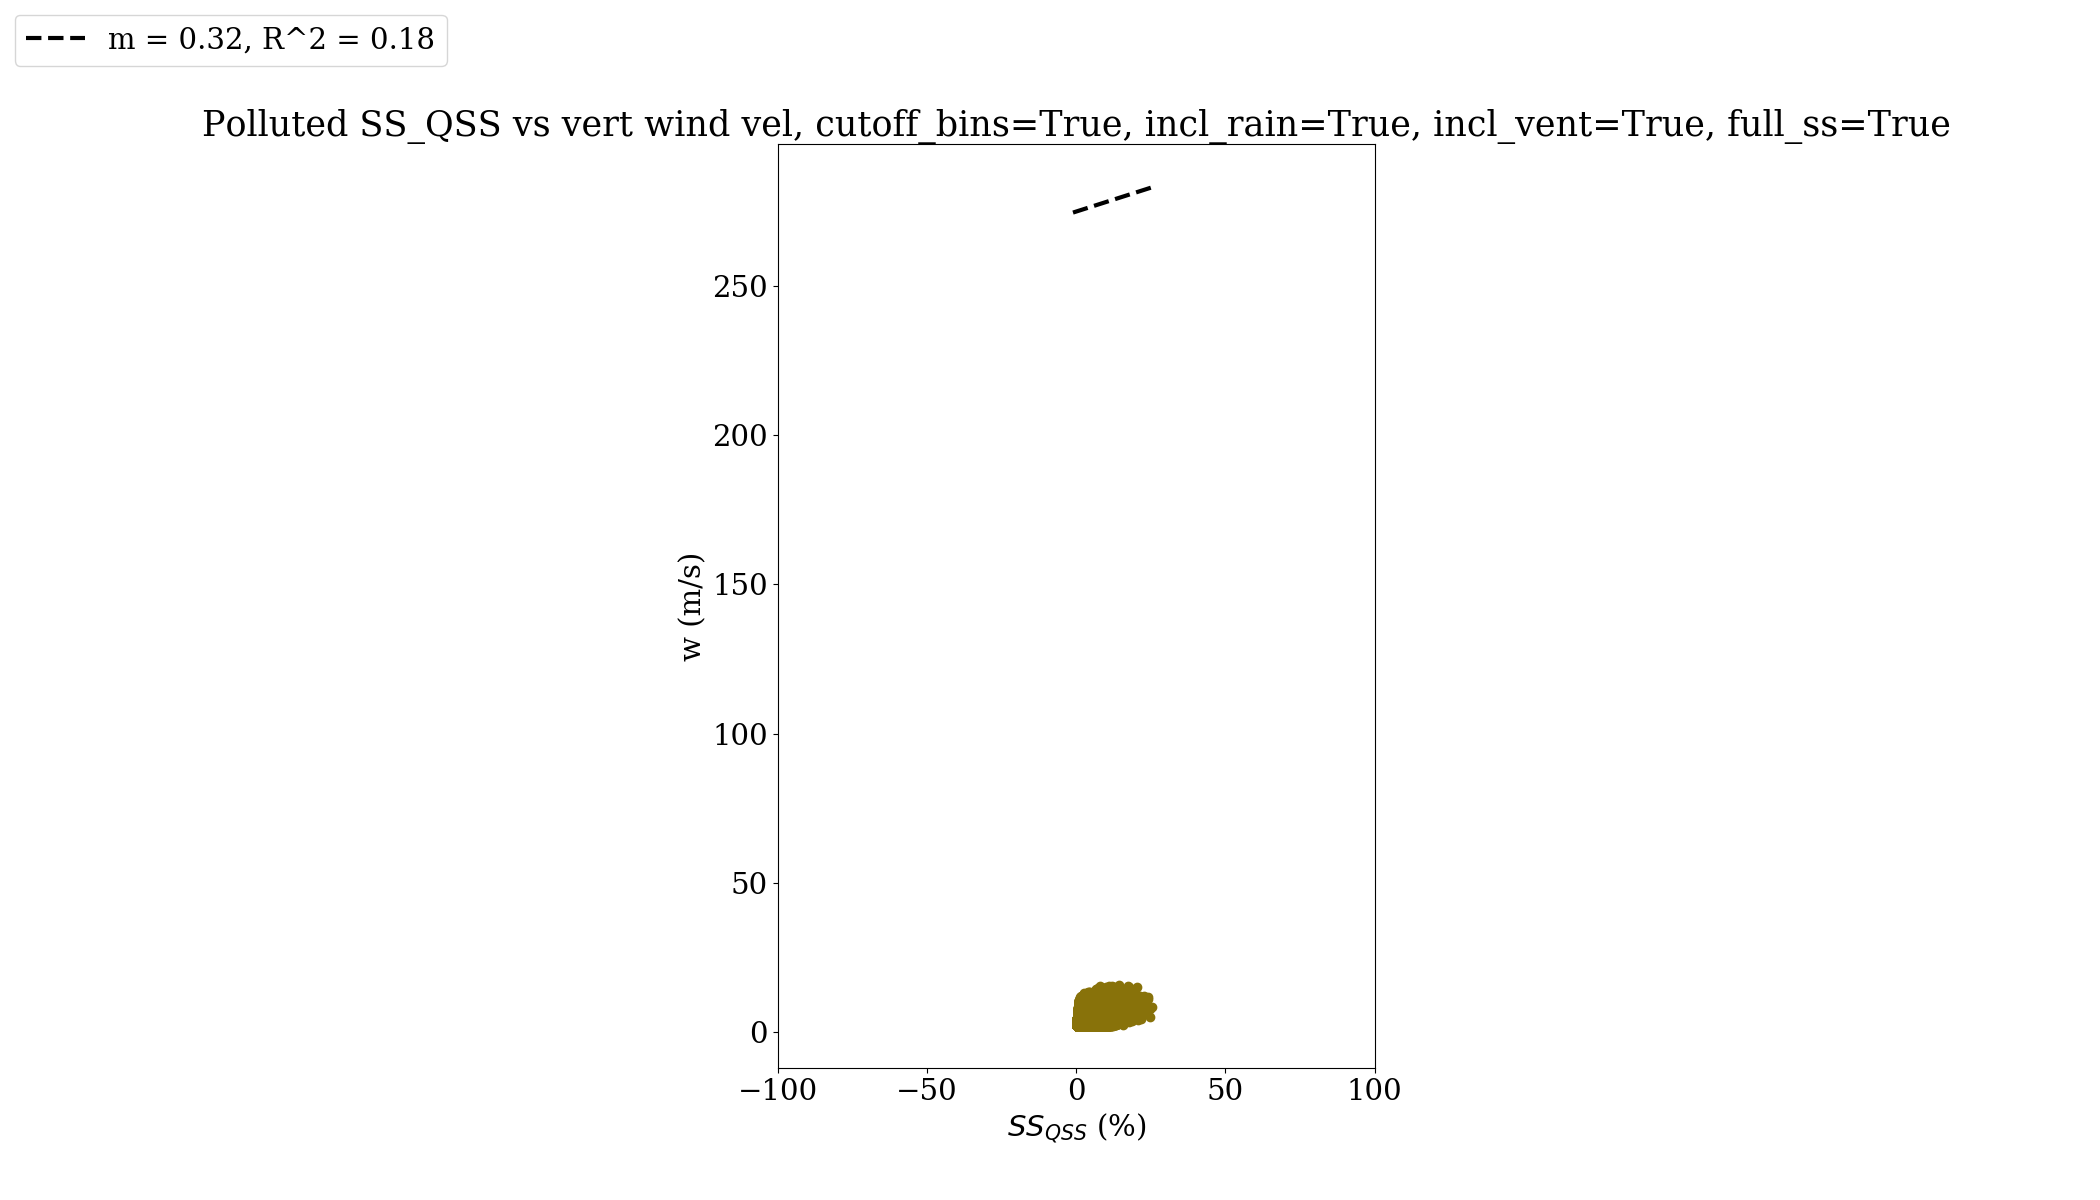 m = 0.32, R^2 = 0.18
Polluted SS_QSS vs vert wind vel, cutoff_bins=True, incl_rain=True, incl_vent=True, full_ss=True
250
200
150
100
50
0
w (m/s)
−100 −50 0 50 100
SS_QSS (%)